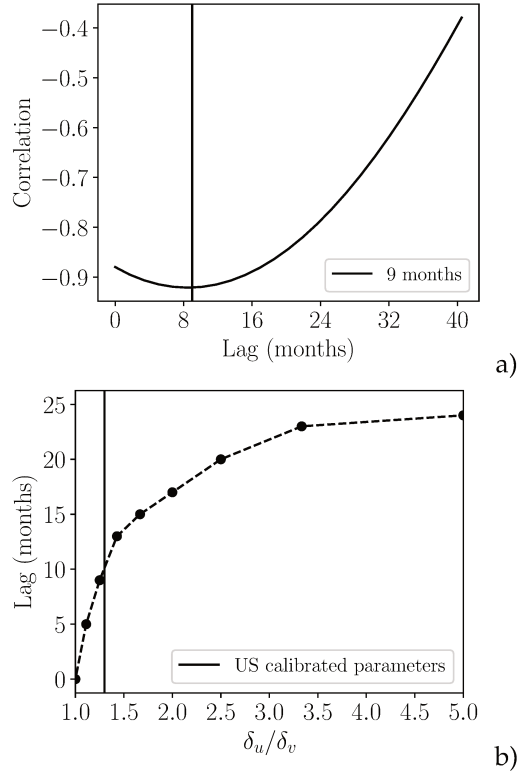 −0.4
−0.5
−0.6
−0.7
−0.8
−0.9
Correlation
9 months
0 8 16 24 32 40
Lag (months)
a)
25
20
15
10
5
0
Lag (months)
US calibrated parameters
1.0 1.5 2.0 2.5 3.0 3.5 4.0 4.5 5.0
δ_u/δ_v
b)